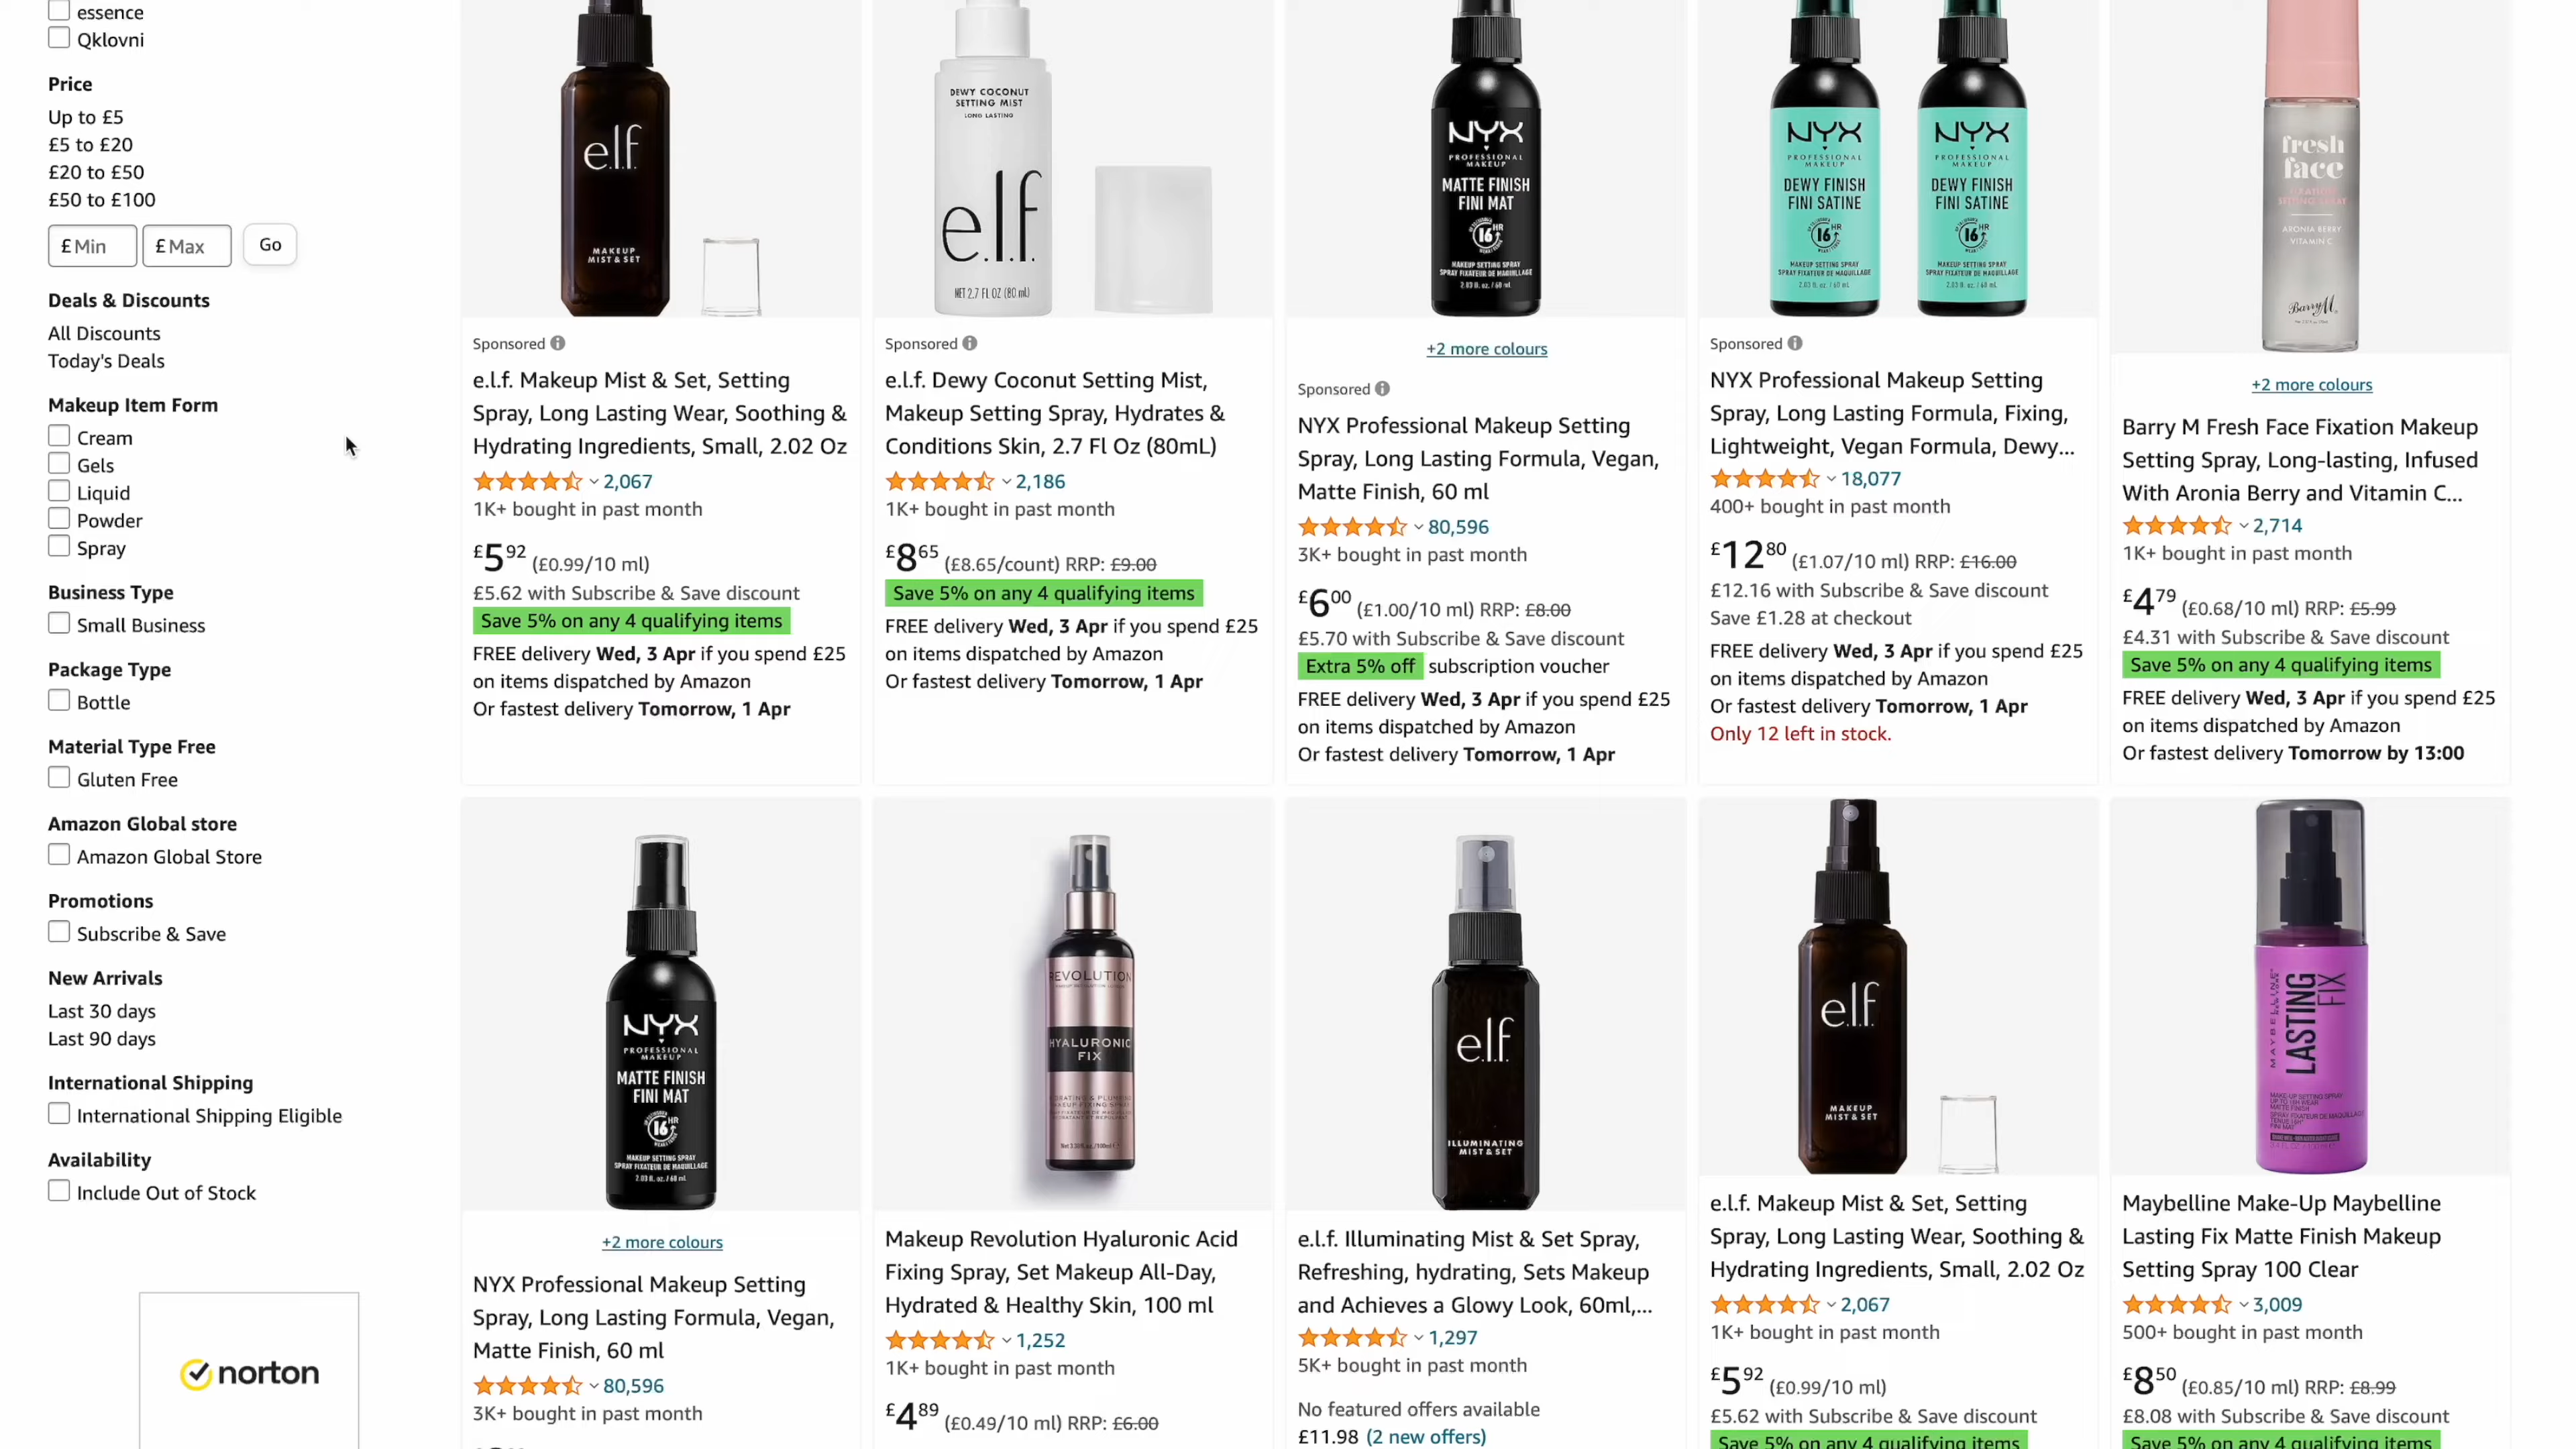 essence
Qklovni
Price
Up to £5
£5 to £20
£20 to £50
£50 to £100
£ Min £ Max Go
Deals & Discounts
All Discounts
Today's Deals
Makeup Item Form
Cream
Gels
Liquid
Powder
Spray
Business Type
Small Business
Package Type
Bottle
Material Type Free
Gluten Free
Amazon Global store
Amazon Global Store
Promotions
Subscribe & Save
New Arrivals
Last 30 days
Last 90 days
International Shipping
International Shipping Eligible
Availability
Include Out of Stock
norton
e.l.f
MAKEUP
MIST & SET
Sponsored
e.l.f. Makeup Mist & Set, Setting
Spray, Long Lasting Wear, Soothing &
Hydrating Ingredients, Small, 2.02 Oz
2,067
1K+ bought in past month
£5.92 (£0.99/10 ml)
£5.62 with Subscribe & Save discount
Save 5% on any 4 qualifying items
FREE delivery Wed, 3 Apr if you spend £25
on items dispatched by Amazon
Or fastest delivery Tomorrow, 1 Apr
DEWY COCONUT
SETTING MIST
LONG LASTING
e.l.f
NET 2.7 FL OZ (80 ml)
Sponsored
e.l.f. Dewy Coconut Setting Mist,
Makeup Setting Spray, Hydrates &
Conditions Skin, 2.7 Fl Oz (80mL)
2,186
1K+ bought in past month
£8.65 (£8.65/count) RRP: £9.00
Save 5% on any 4 qualifying items
FREE delivery Wed, 3 Apr if you spend £25
on items dispatched by Amazon
Or fastest delivery Tomorrow, 1 Apr
NYX
PROFESSIONAL
MAKEUP
MATTE FINISH
FINI MAT
16 HR
MAKEUP SETTING SPRAY
SPRAY FIXATEUR DE MAQUILLAGE
2.03 fl. oz. / 60 ml
+2 more colours
Sponsored
NYX Professional Makeup Setting
Spray, Long Lasting Formula, Vegan,
Matte Finish, 60 ml
80,596
3K+ bought in past month
£6.00 (£1.00/10 ml) RRP: £8.00
£5.70 with Subscribe & Save discount
Extra 5% off subscription voucher
FREE delivery Wed, 3 Apr if you spend £25
on items dispatched by Amazon
Or fastest delivery Tomorrow, 1 Apr
NYX NYX
PROFESSIONAL PROFESSIONAL
MAKEUP MAKEUP
DEWY FINISH DEWY FINISH
FINI SATINE FINI SATINE
16 HR 16 HR
MAKEUP SETTING SPRAY MAKEUP SETTING SPRAY
SPRAY FIXATEUR DE MAQUILLAGE SPRAY FIXATEUR DE MAQUILLAGE
2.03 fl. oz. / 60 ml 2.03 fl. oz. / 60 ml
Sponsored
NYX Professional Makeup Setting
Spray, Long Lasting Formula, Fixing,
Lightweight, Vegan Formula, Dewy...
18,077
400+ bought in past month
£12.80 (£1.07/10 ml) RRP: £16.00
£12.16 with Subscribe & Save discount
Save £1.28 at checkout
FREE delivery Wed, 3 Apr if you spend £25
on items dispatched by Amazon
Or fastest delivery Tomorrow, 1 Apr
Only 12 left in stock.
fresh
face
SETTING SPRAY
ARONIA BERRY
VITAMIN C
Barry M.
+2 more colours
Barry M Fresh Face Fixation Makeup
Setting Spray, Long-lasting, Infused
With Aronia Berry and Vitamin C...
2,714
1K+ bought in past month
£4.79 (£0.68/10 ml) RRP: £5.99
£4.31 with Subscribe & Save discount
Save 5% on any 4 qualifying items
FREE delivery Wed, 3 Apr if you spend £25
on items dispatched by Amazon
Or fastest delivery Tomorrow by 13:00
NYX
PROFESSIONAL
MAKEUP
MATTE FINISH
FINI MAT
16 HR
MAKEUP SETTING SPRAY
SPRAY FIXATEUR DE MAQUILLAGE
2.03 fl. oz. / 60 ml
+2 more colours
NYX Professional Makeup Setting
Spray, Long Lasting Formula, Vegan,
Matte Finish, 60 ml
80,596
3K+ bought in past month
REVOLUTION
HYALURONIC
FIX
Makeup Revolution Hyaluronic Acid
Fixing Spray, Set Makeup All-Day,
Hydrated & Healthy Skin, 100 ml
1,252
1K+ bought in past month
£4.89 (£0.49/10 ml) RRP: £6.00
e.l.f
ILLUMINATING
MIST & SET
e.l.f. Illuminating Mist & Set Spray,
Refreshing, hydrating, Sets Makeup
and Achieves a Glowy Look, 60ml,...
1,297
5K+ bought in past month
No featured offers available
£11.98 (2 new offers)
e.l.f
MAKEUP
MIST & SET
e.l.f. Makeup Mist & Set, Setting
Spray, Long Lasting Wear, Soothing &
Hydrating Ingredients, Small, 2.02 Oz
2,067
1K+ bought in past month
£5.92 (£0.99/10 ml)
£5.62 with Subscribe & Save discount
Save 5% on any 4 qualifying items
MAYBELLINE
LASTING
FIX
MAKE-UP SETTING SPRAY
MATTE FINISH
Maybelline Make-Up Maybelline
Lasting Fix Matte Finish Makeup
Setting Spray 100 Clear
3,009
500+ bought in past month
£8.50 (£0.85/10 ml) RRP: £8.99
£8.08 with Subscribe & Save discount
Save 5% on any 4 qualifying items